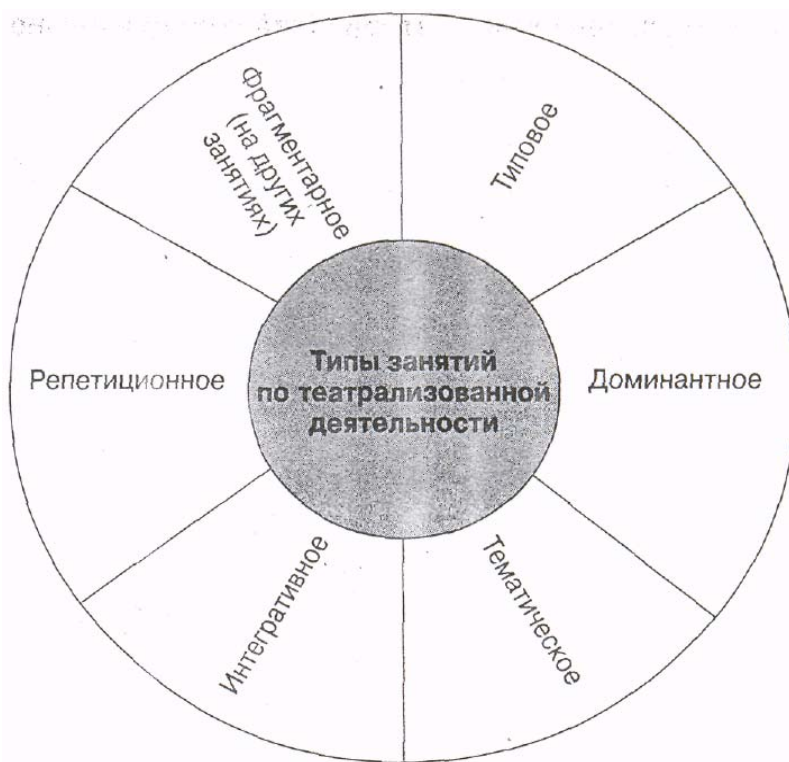 Фрагментарное
(на других
занятиях)
Типовое
Репетиционное
Типы занятий
по театрализованной
деятельности
Доминантное
Интегративное
Тематическое